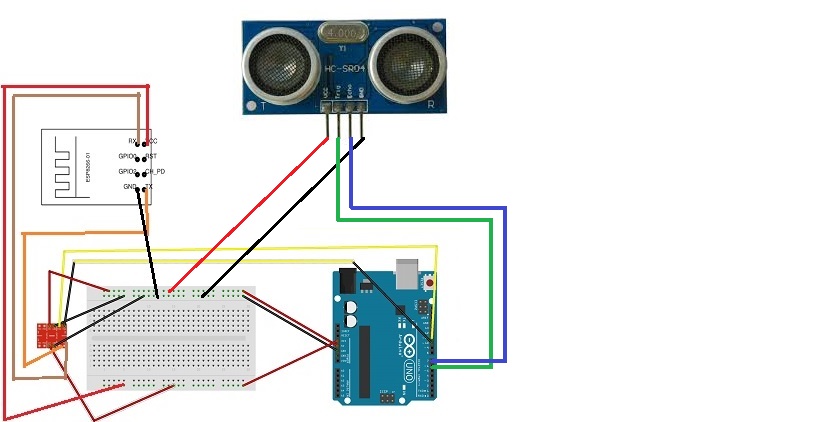 4.000
Y1
HC-SR04
VCC
Trig
Echo
GND
T
R
RX
VCC
GPIO0
RST
GPIO2
CH_PD
GND
TX
ESP8266-01
UNO